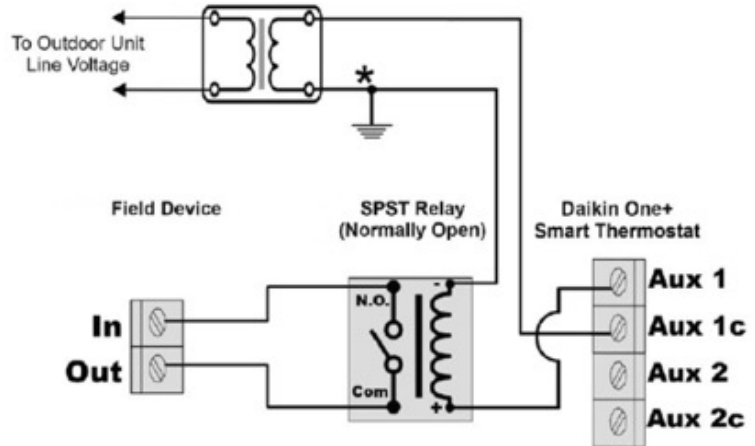 To Outdoor Unit
Line Voltage
*
Field Device
SPST Relay
(Normally Open)
Daikin One+
Smart Thermostat
In
Out
N.O.
Com
-
+
Aux 1
Aux 1c
Aux 2
Aux 2c